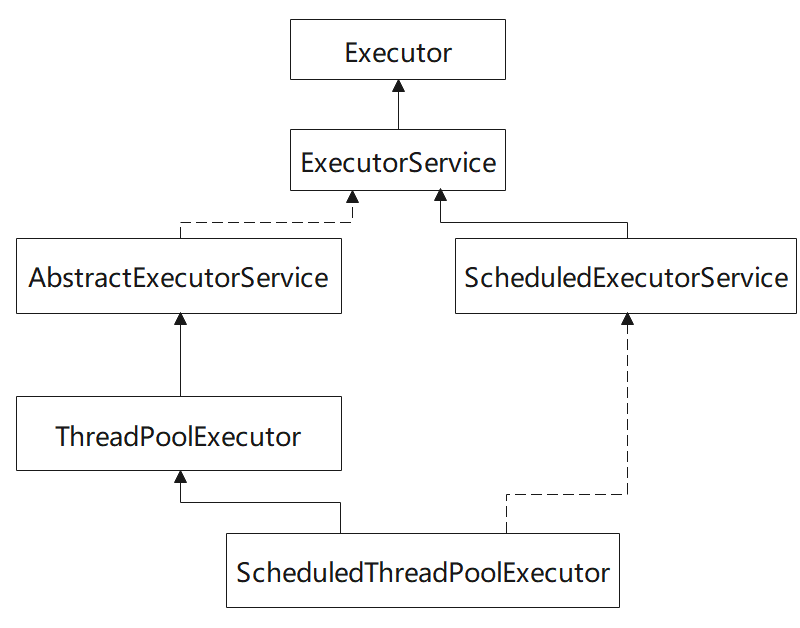 Executor
ExecutorService
AbstractExecutorService
ScheduledExecutorService
ThreadPoolExecutor
ScheduledThreadPoolExecutor